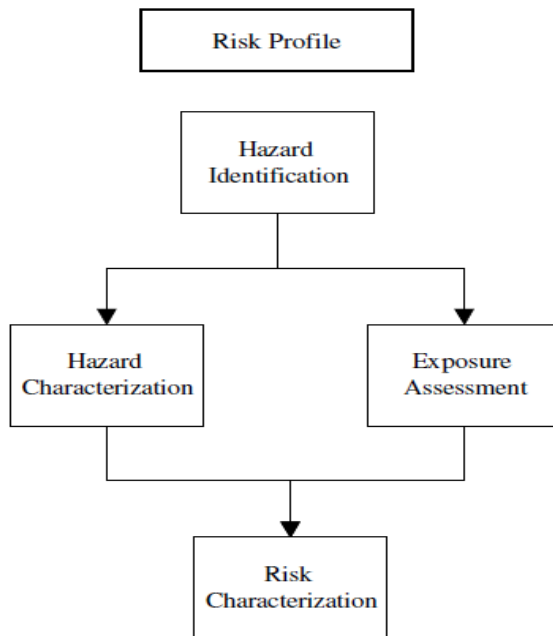 Risk Profile
Hazard
Identification
Hazard
Characterization
Exposure
Assessment
Risk
Characterization